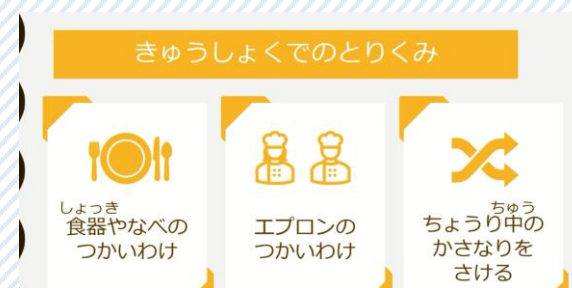 きゅうしょくでのとりくみ
しょっき
食器やなべの
つかいわけ
エプロンの
つかいわけ
ちゅう
ちょうり中の
かさなりを
さける